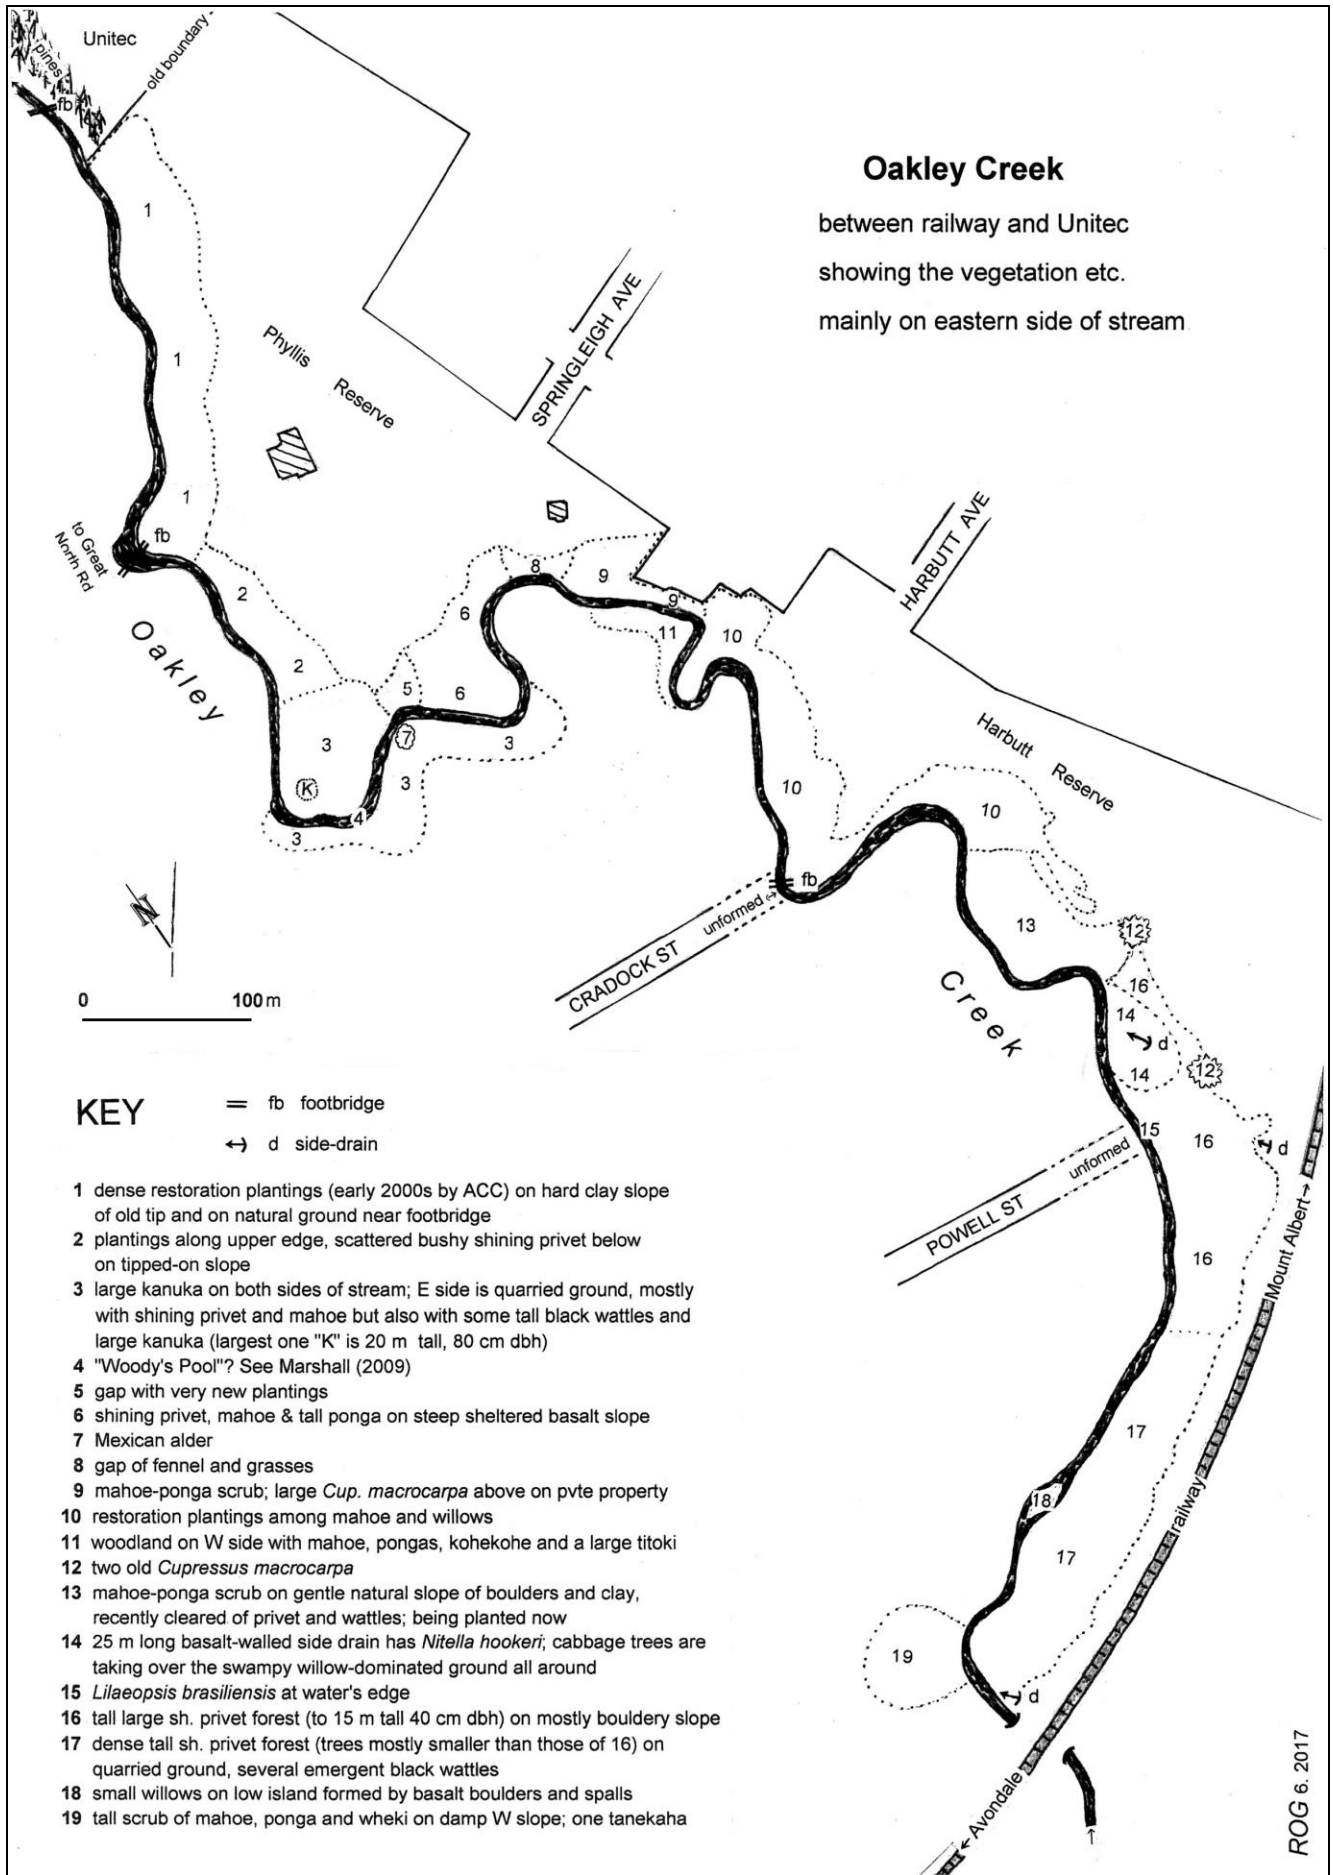 Unitec
pines
old boundary
fb
Oakley Creek
between railway and Unitec
showing the vegetation etc.
mainly on eastern side of stream
1
SPRINGLEIGH AVE
Phyllis
Reserve
1
1
to Great
North Rd
fb
HARBUTT AVE
2
8
9
9
6
11
10
Oakley
2
5
6
7
3
3
3
K
4
3
10
Harbutt
Reserve
10
fb
unformed
CRADOCK ST
N
13
12
16
14
d
14
12
Creek
0 100 m
15
16
d
unformed
POWELL ST
16
Mount Albert →
17
18
railway
17
19
d
← Avondale
↑
KEY
= fb footbridge
↔ d side-drain
1 dense restoration plantings (early 2000s by ACC) on hard clay slope
of old tip and on natural ground near footbridge
2 plantings along upper edge, scattered bushy shining privet below
on tipped-on slope
3 large kanuka on both sides of stream; E side is quarried ground, mostly
with shining privet and mahoe but also with some tall black wattles and
large kanuka (largest one "K" is 20 m tall, 80 cm dbh)
4 "Woody's Pool"? See Marshall (2009)
5 gap with very new plantings
6 shining privet, mahoe & tall ponga on steep sheltered basalt slope
7 Mexican alder
8 gap of fennel and grasses
9 mahoe-ponga scrub; large Cup. macrocarpa above on pvte property
10 restoration plantings among mahoe and willows
11 woodland on W side with mahoe, pongas, kohekohe and a large titoki
12 two old Cupressus macrocarpa
13 mahoe-ponga scrub on gentle natural slope of boulders and clay,
recently cleared of privet and wattles; being planted now
14 25 m long basalt-walled side drain has Nitella hookeri; cabbage trees are
taking over the swampy willow-dominated ground all around
15 Lilaeopsis brasiliensis at water's edge
16 tall large sh. privet forest (to 15 m tall 40 cm dbh) on mostly bouldery slope
17 dense tall sh. privet forest (trees mostly smaller than those of 16) on
quarried ground, several emergent black wattles
18 small willows on low island formed by basalt boulders and spalls
19 tall scrub of mahoe, ponga and wheki on damp W slope; one tanekaha
ROG 6. 2017